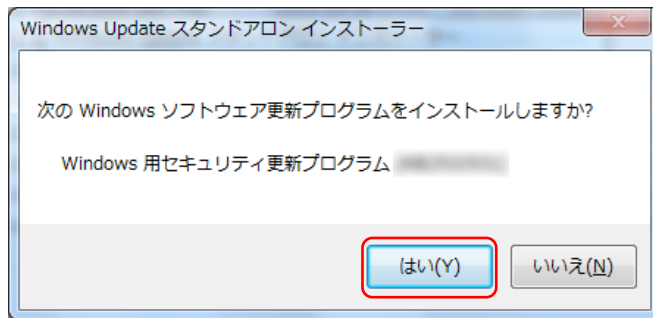 Windows Update スタンドアロン インストーラー
次の Windows ソフトウェア更新プログラムをインストールしますか?
Windows 用セキュリティ更新プログラム
はい(Y)
いいえ(N)